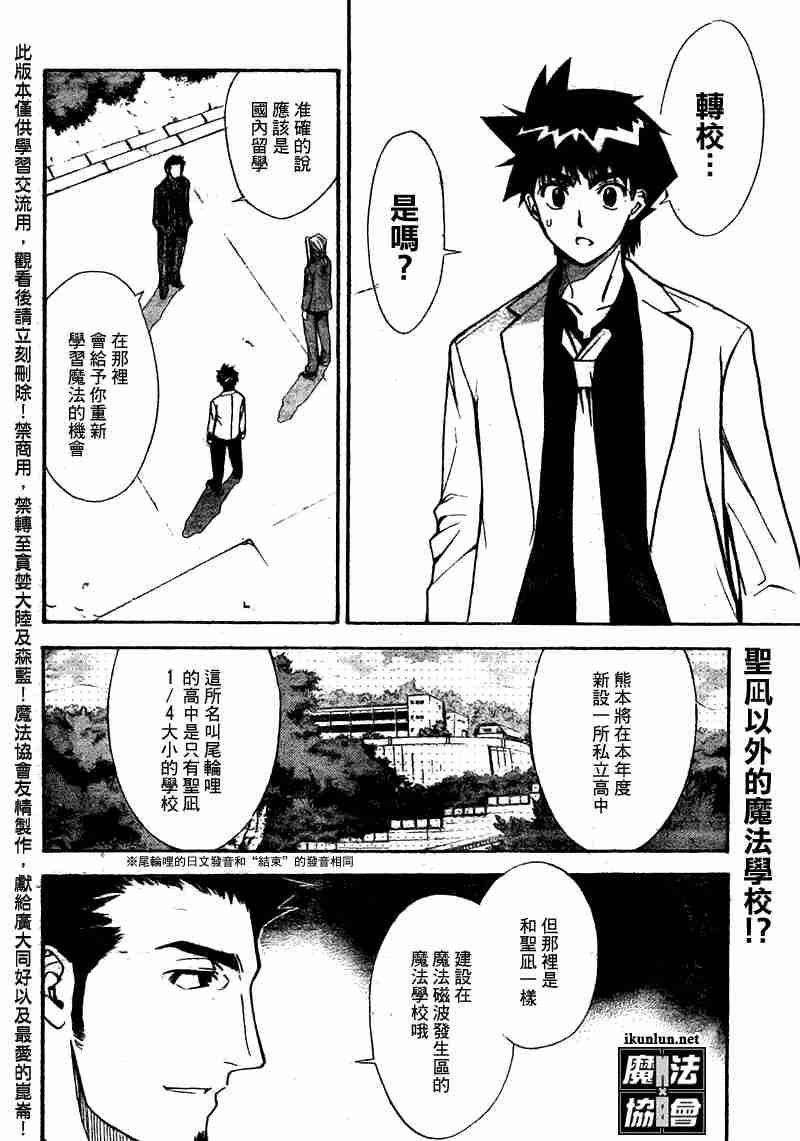 轉校…
是嗎?
准確的說
應該是
國內留學
在那裡
會給予你重新
學習魔法的機會
聖凪以外的魔法學校!?
熊本將在本年度
新設一所私立高中
這所名叫尾輪哩
的高中是只有聖凪
1/4大小的學校
※尾輪哩的日文發音和“結束”的發音相同
但那裡是
和聖凪一樣
建設在
魔法磁波發生區的
魔法學校哦
ikunlun.net
魔法
協會
此版本僅供學習交流用，觀看後請立刻刪除！禁商用，禁轉至貪婪大陸及森藍！魔法協會友情製作，獻給廣大同好以及最愛的崑崙！